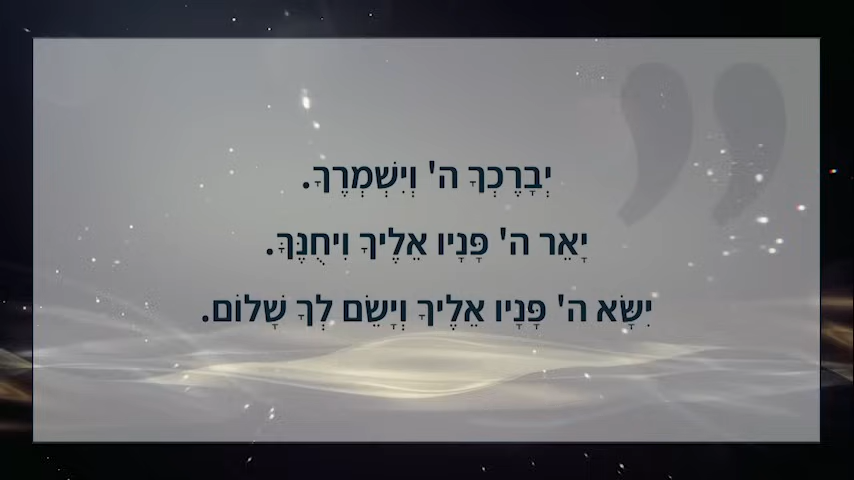 יְבָרֶכְךָ ה' וְיִשְׁמְרֶךָ.
יָאֵר ה' פָּנָיו אֵלֶיךָ וִיחֻנֶּךָּ.
יִשָּׂא ה' פָּנָיו אֵלֶיךָ וְיָשֵׂם לְךָ שָׁלוֹם.